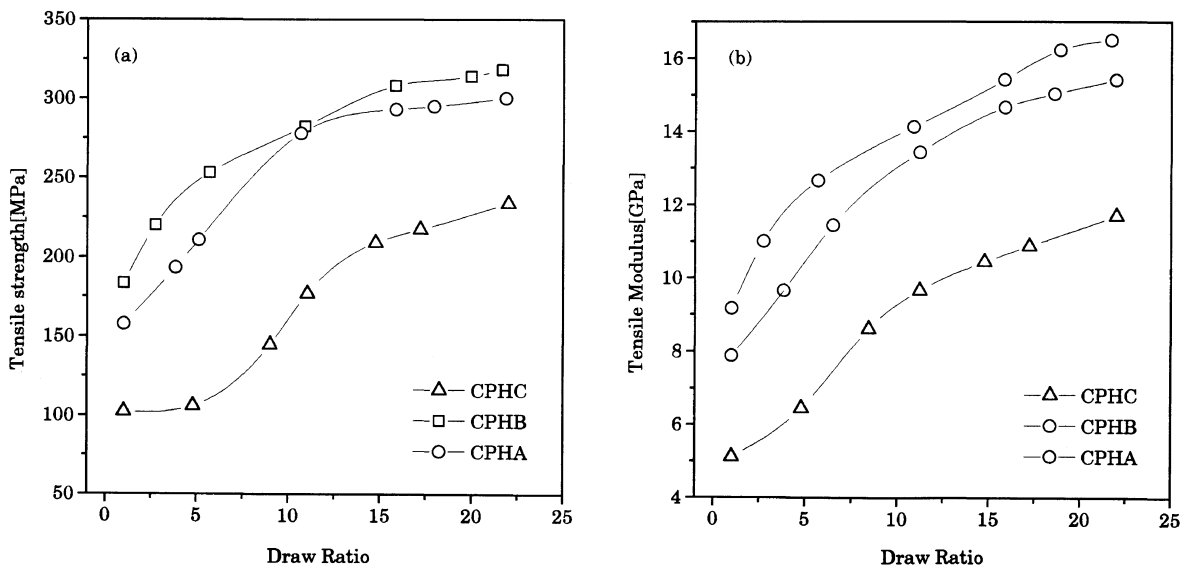 (a)
Tensile strength[MPa]
350
300
250
200
150
100
50
0 5 10 15 20 25
Draw Ratio
CPHC
CPHB
CPHA
(b)
Tensile Modulus[GPa]
16
14
12
10
8
6
4
0 5 10 15 20 25
Draw Ratio
CPHC
CPHB
CPHA